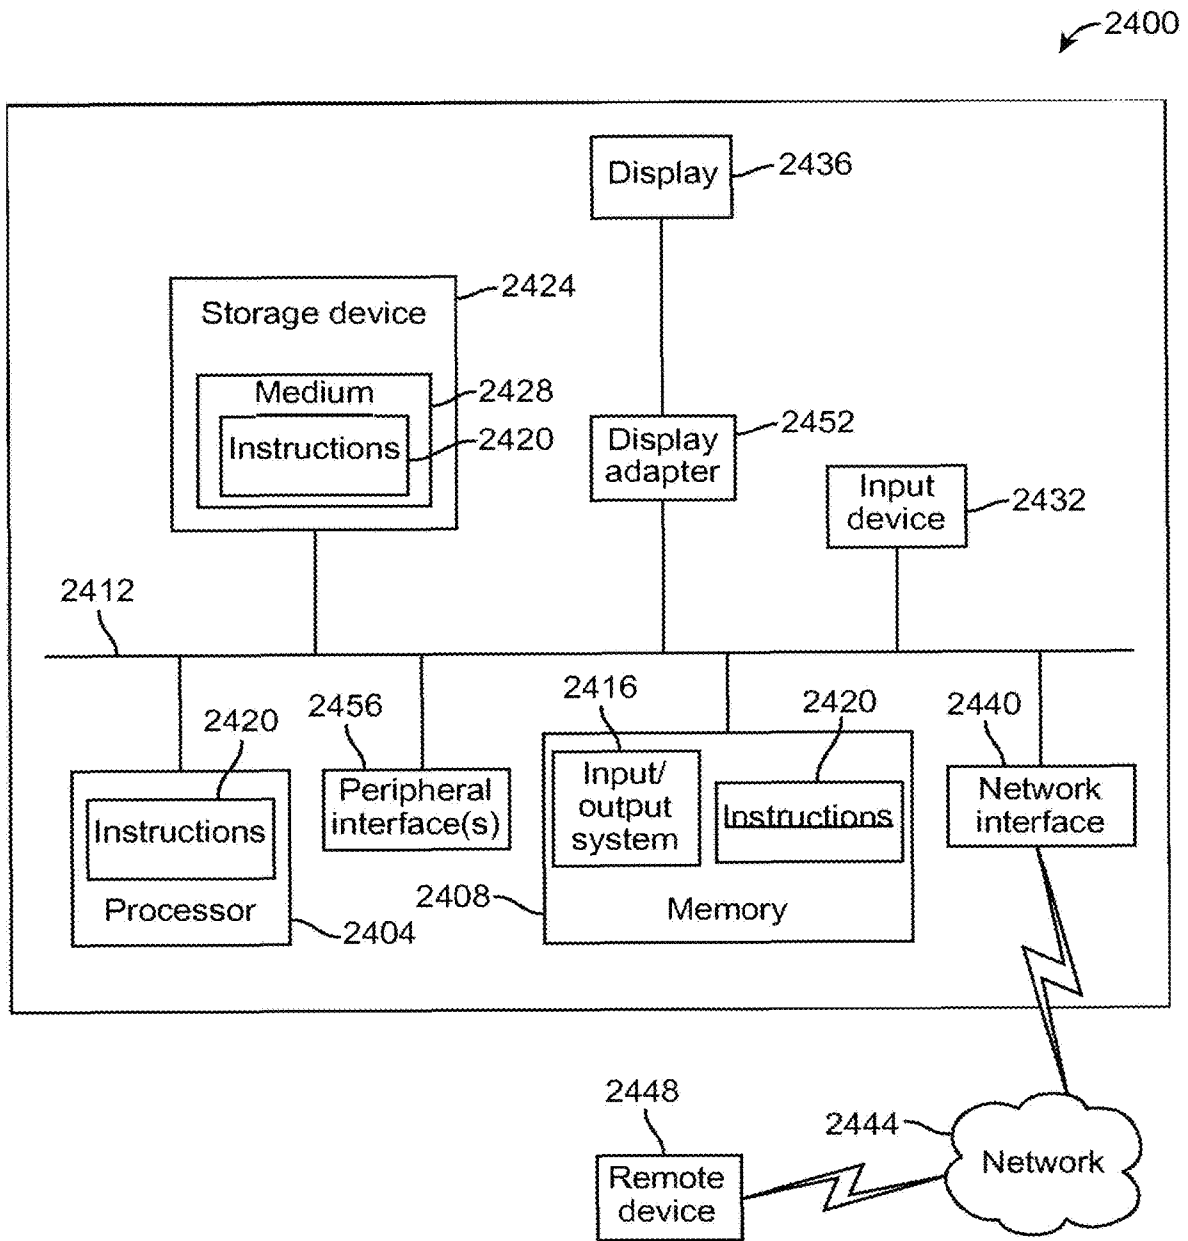 2400
Display
2436
Storage device
2424
Medium
2428
Instructions
2420
Display
adapter
2452
Input
device
2432
2412
2420
Instructions
Processor
2404
2456
Peripheral
interface(s)
2416
Input/
output
system
2420
Instructions
2408
Memory
2440
Network
interface
2448
Remote
device
2444
Network